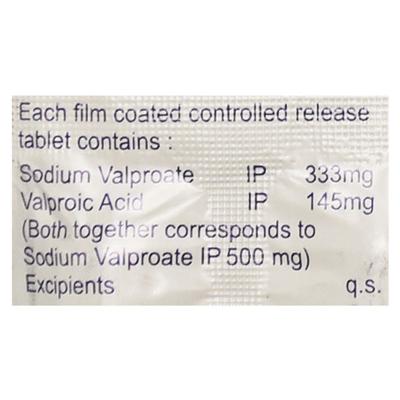 Each film coated controlled release
tablet contains :
Sodium Valproate IP 333mg
Valproic Acid IP 145mg
(Both together corresponds to
Sodium Valproate IP 500 mg)
Excipients q.s.